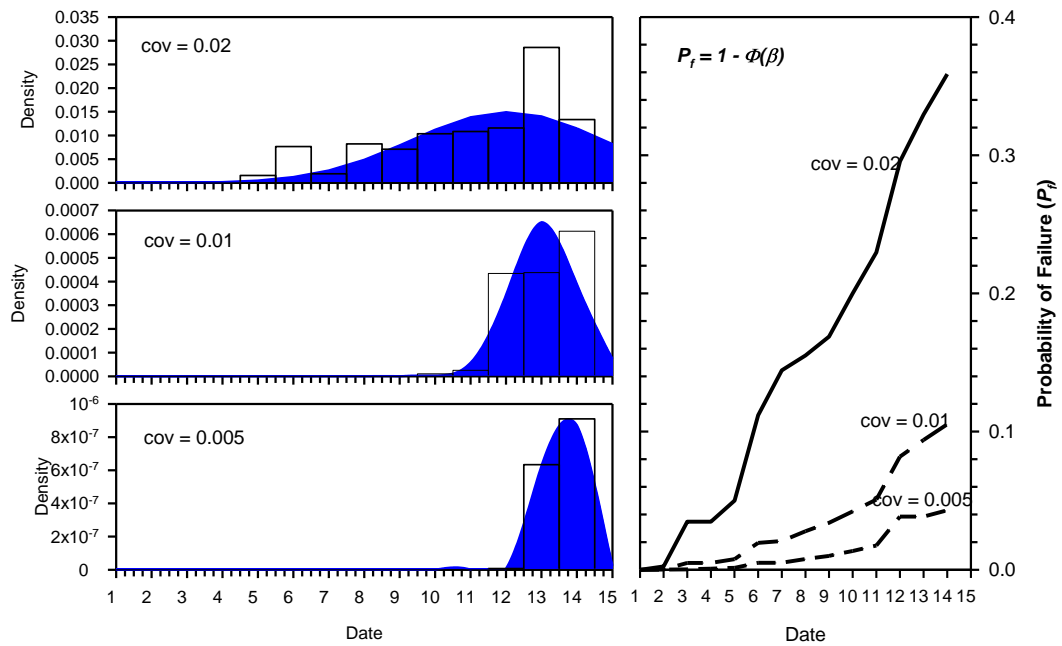 0.035
0.030
0.025
0.020
0.015
0.010
0.005
0.000
Density
cov = 0.02
0.0007
0.0006
0.0005
0.0004
0.0003
0.0002
0.0001
0.0000
Density
cov = 0.01
10⁻⁶
8x10⁻⁷
6x10⁻⁷
4x10⁻⁷
2x10⁻⁷
0
Density
cov = 0.005
1 2 3 4 5 6 7 8 9 10 11 12 13 14 15
Date
P_f = 1 - Φ(β)
cov = 0.02
cov = 0.01
cov = 0.005
0.4
0.3
0.2
0.1
0.0
Probability of Failure (P_f)
1 2 3 4 5 6 7 8 9 10 11 12 13 14 15
Date